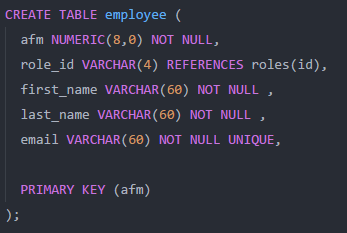 CREATE TABLE employee (
afm NUMERIC(8,0) NOT NULL,
role_id VARCHAR(4) REFERENCES roles(id),
first_name VARCHAR(60) NOT NULL ,
last_name VARCHAR(60) NOT NULL ,
email VARCHAR(60) NOT NULL UNIQUE,
PRIMARY KEY (afm)
);